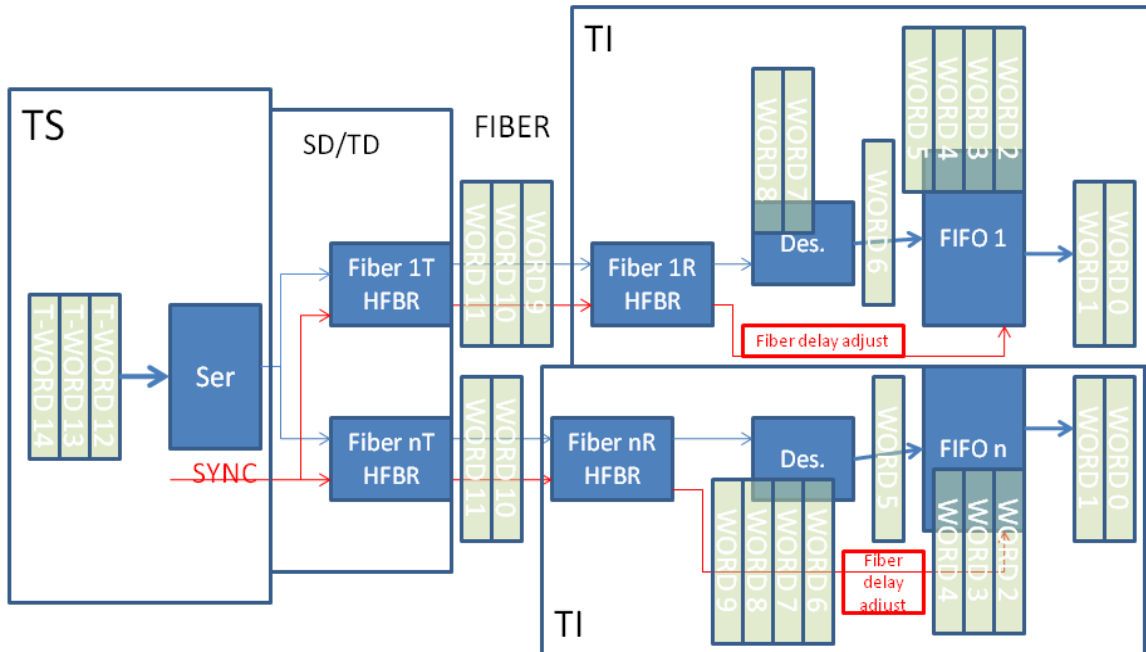 TS
T-WORD 14
T-WORD 13
T-WORD 12
Ser
SYNC
SD/TD
Fiber 1T
HFBR
Fiber nT
HFBR
FIBER
WORD 11
WORD 10
WORD 9
WORD 11
WORD 10
TI
Fiber 1R
HFBR
WORD 8
WORD 7
Des.
WORD 6
WORD 5
WORD 4
WORD 3
WORD 2
FIFO 1
WORD 1
WORD 0
Fiber delay adjust
Fiber nR
HFBR
Des.
WORD 9
WORD 8
WORD 7
WORD 6
WORD 5
FIFO n
WORD 4
WORD 3
WORD 2
WORD 1
WORD 0
Fiber
delay
adjust
TI